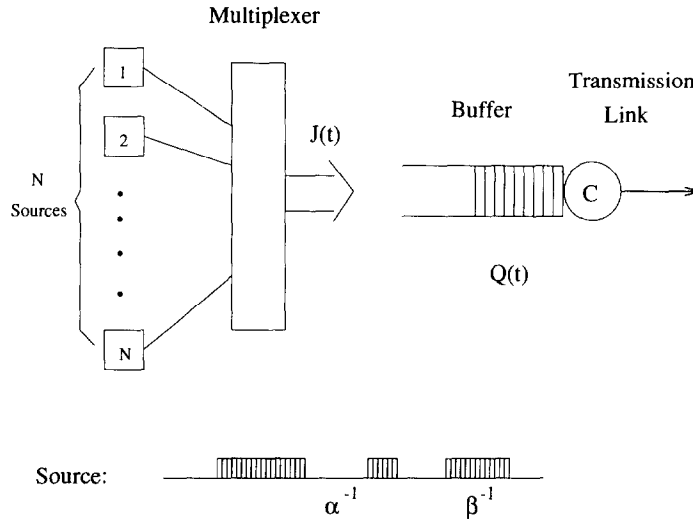 Multiplexer
1
2
N
Sources
N
J(t)
Buffer
Transmission
Link
C
Q(t)
Source:
α⁻¹
β⁻¹